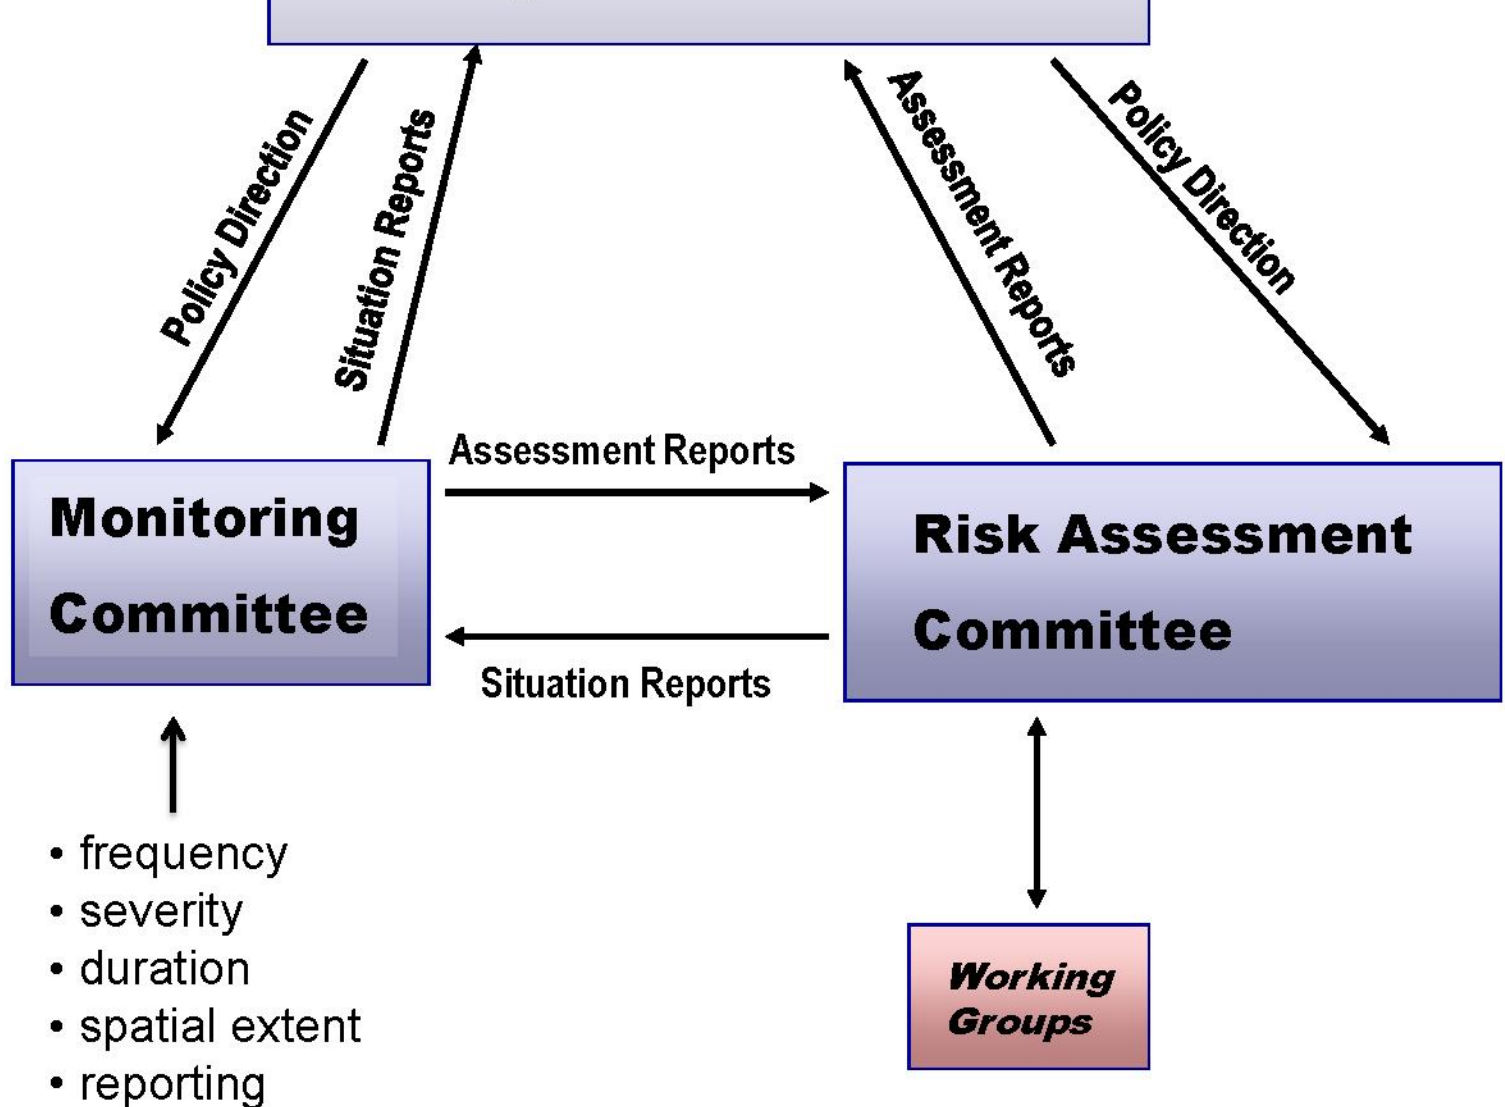 Policy Direction
Situation Reports
Assessment Reports
Policy Direction
Assessment Reports
Monitoring
Committee
Risk Assessment
Committee
Situation Reports
• frequency
• severity
• duration
• spatial extent
• reporting
Working
Groups